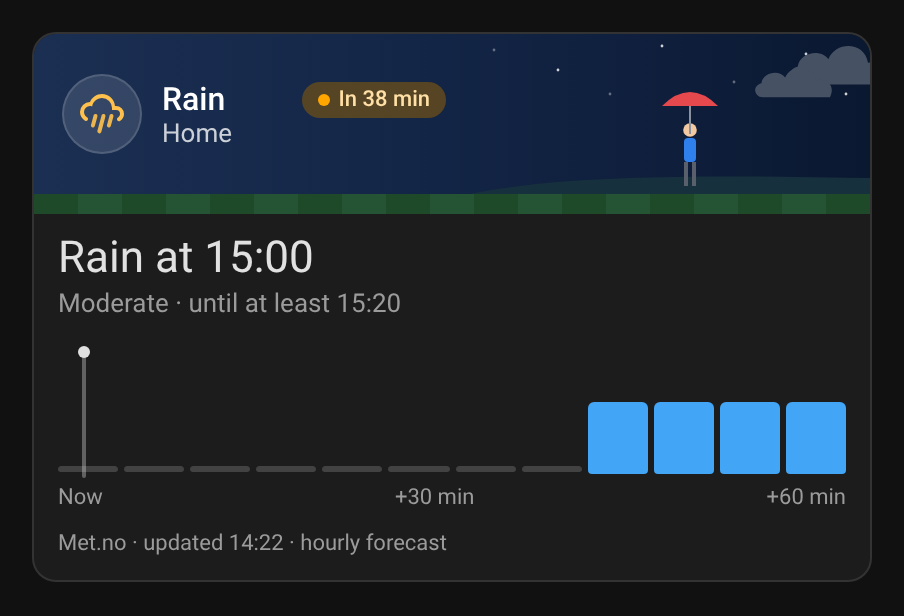 Rain
In 38 min
Home
Rain at 15:00
Moderate · until at least 15:20
Now
+30 min
+60 min
Met.no · updated 14:22 · hourly forecast